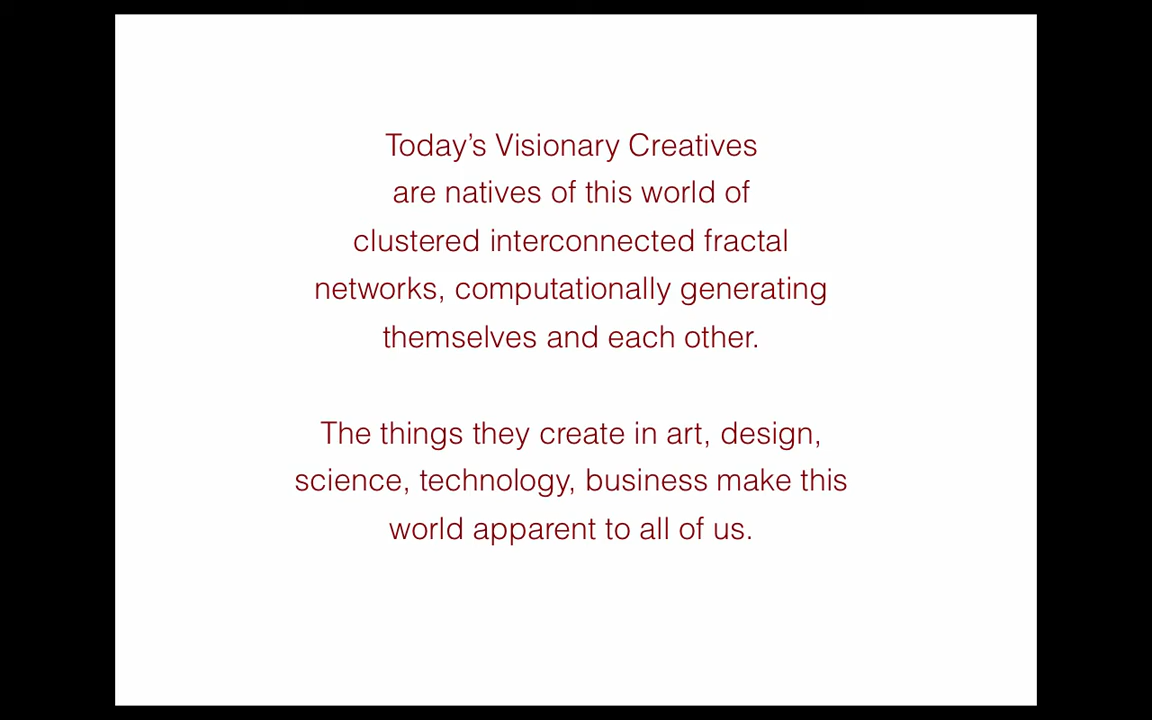 Today’s Visionary Creatives
are natives of this world of
clustered interconnected fractal
networks, computationally generating
themselves and each other.
The things they create in art, design,
science, technology, business make this
world apparent to all of us.